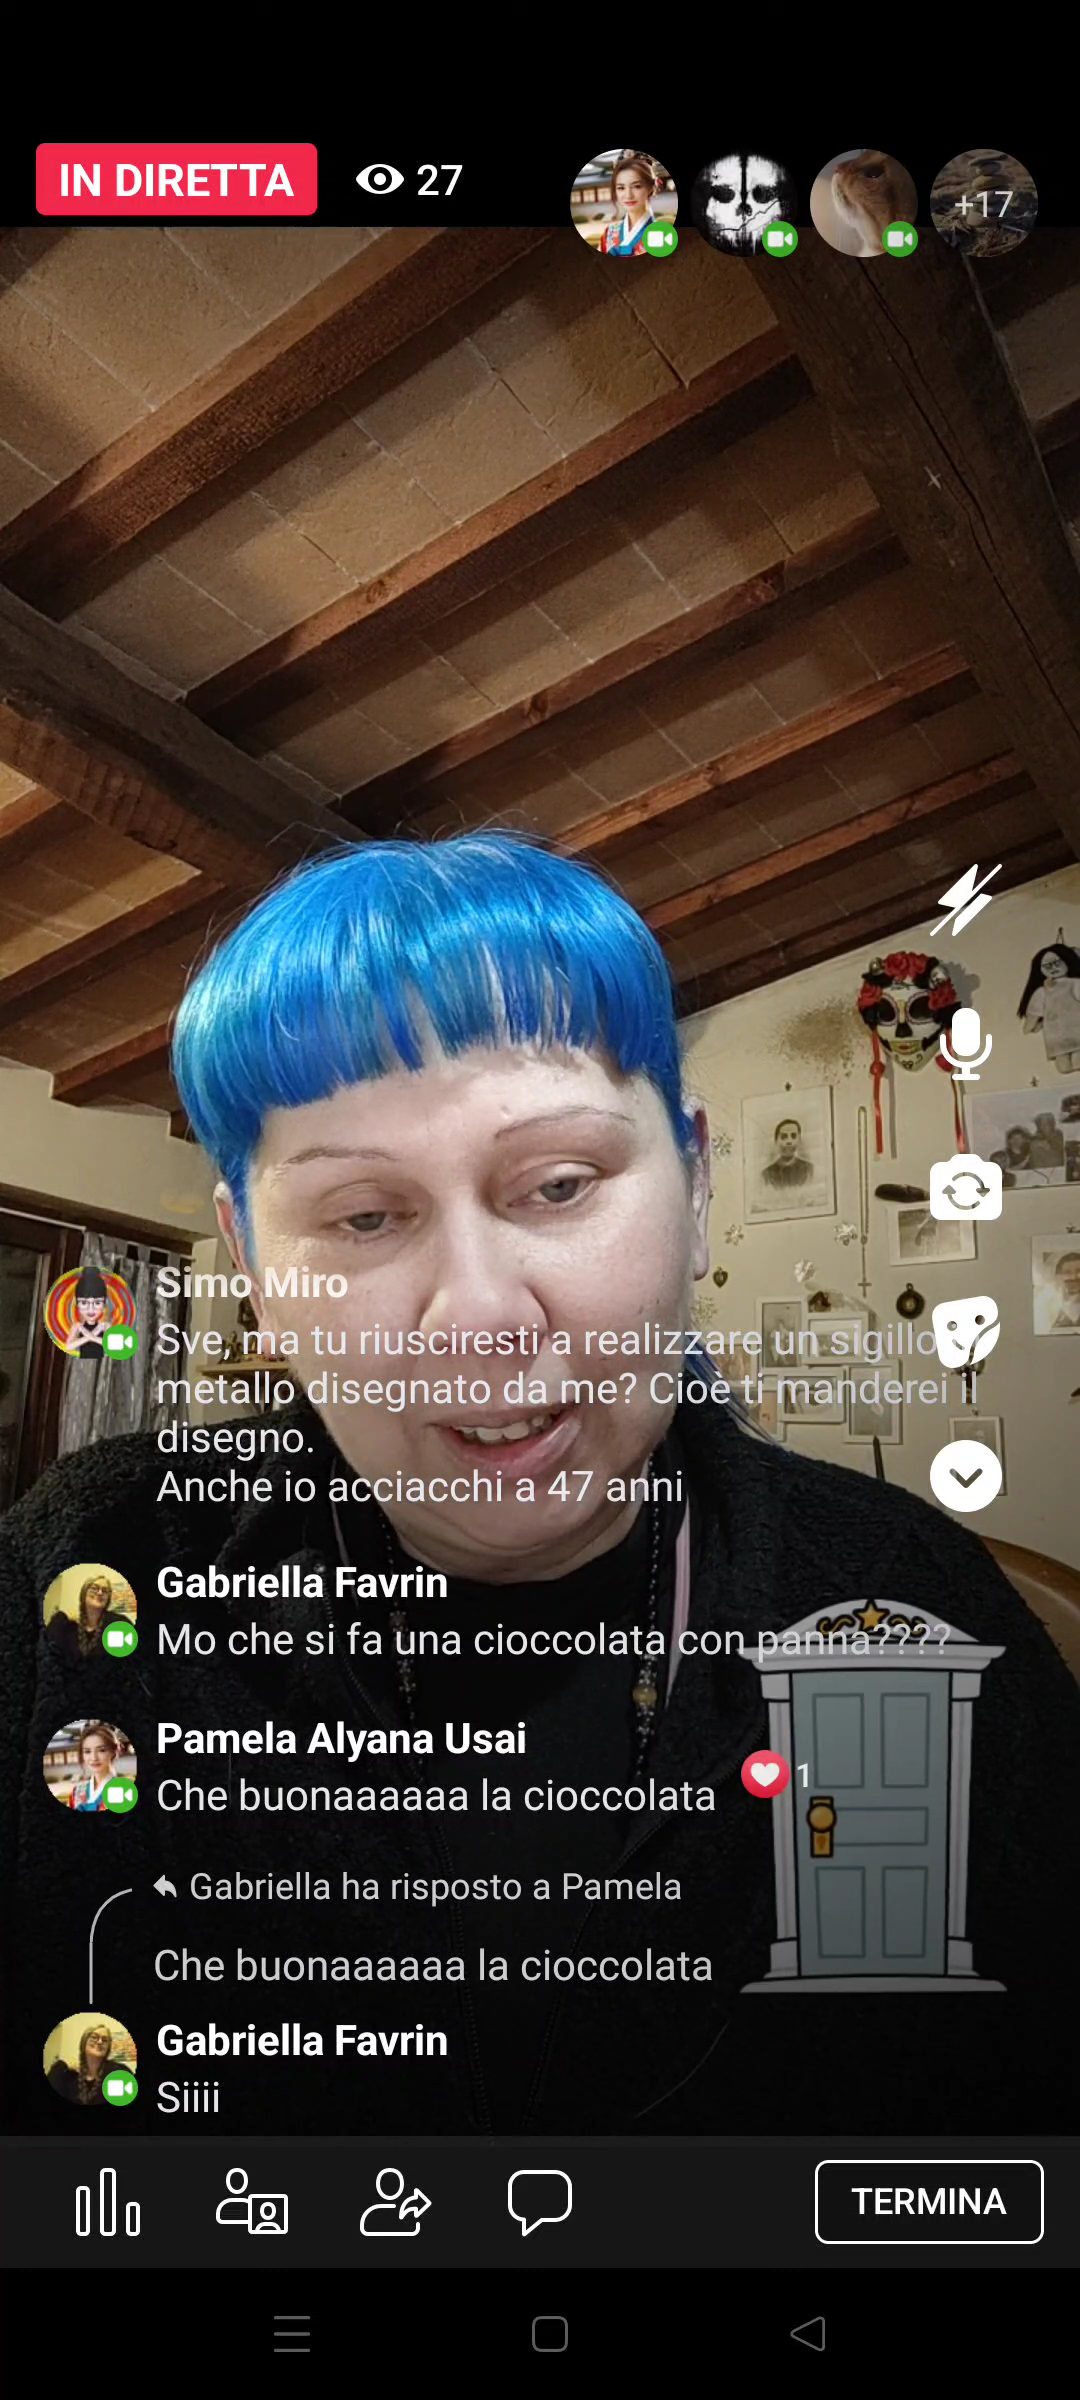 IN DIRETTA
27
+17
Simo Miro
Sve, ma tu riusciresti a realizzare un sigillo
metallo disegnato da me? Cioè ti manderei il
disegno.
Anche io acciacchi a 47 anni
Gabriella Favrin
Mo che si fa una cioccolata con panna????
Pamela Alyana Usai
Che buonaaaaaa la cioccolata
1
Gabriella ha risposto a Pamela
Che buonaaaaaa la cioccolata
Gabriella Favrin
Siiii
TERMINA